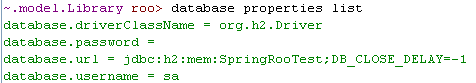 ~.model.Library roo> database properties list
database.driverClassName = org.h2.Driver
database.password =
database.url = jdbc:h2:mem:SpringRooTest;DB_CLOSE_DELAY=-1
database.username = sa